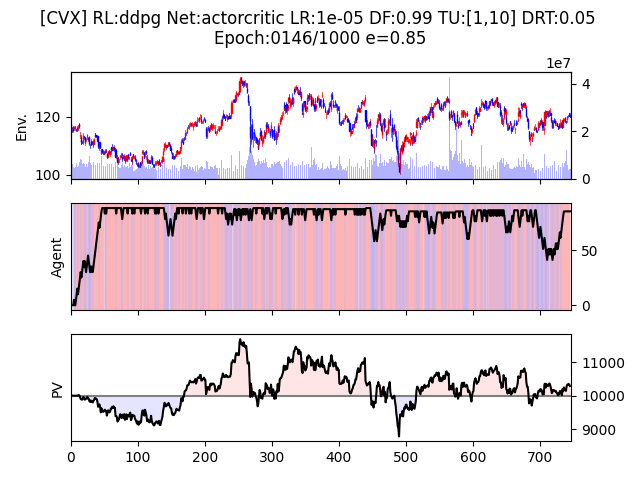 [CVX] RL:ddpg Net:actorcritic LR:1e-05 DF:0.99 TU:[1,10] DRT:0.05
Epoch:0146/1000 e=0.85
1e7
Env.
120
100
4
2
0
Agent
50
0
PV
11000
10000
9000
0 100 200 300 400 500 600 700